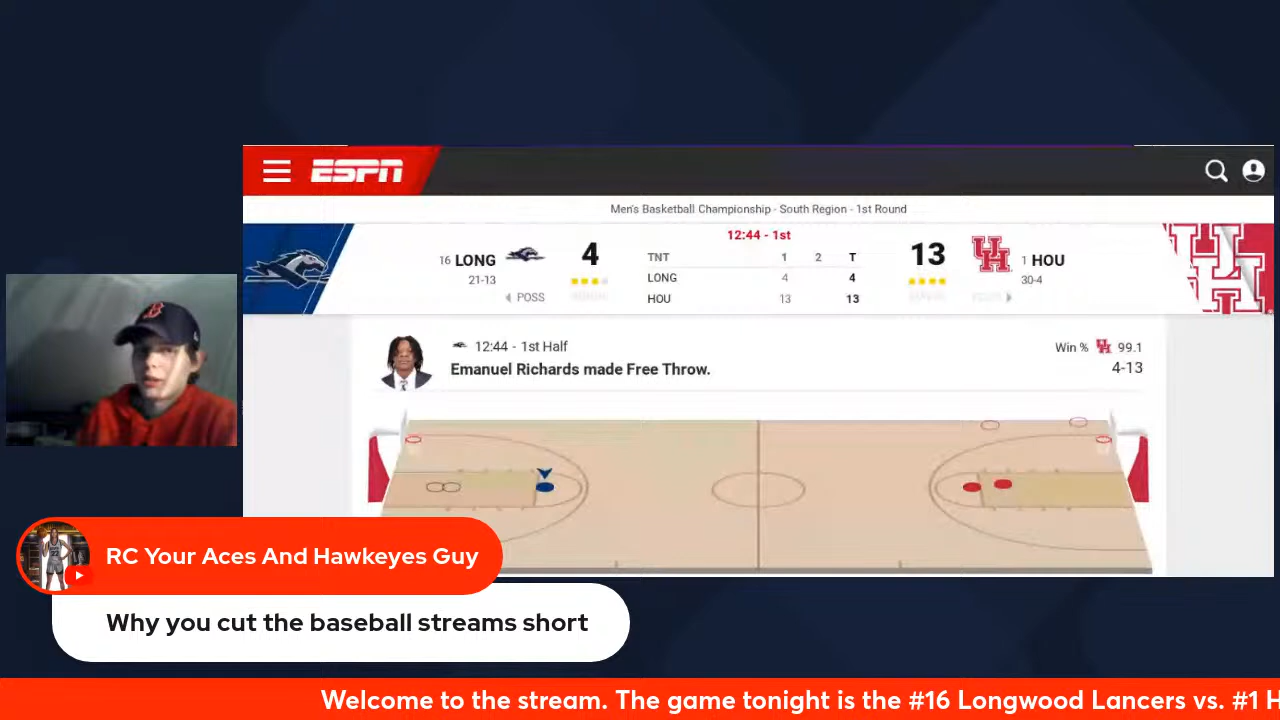 ESPN
Men's Basketball Championship - South Region - 1st Round
16 LONG
21-13
POSS
4
BONUS
12:44 - 1st
TNT 1 2 T
LONG 4 4
HOU 13 13
13
BONUS
1 HOU
30-4
POSS
12:44 - 1st Half
Emanuel Richards made Free Throw.
Win % 99.1
4-13
RC Your Aces And Hawkeyes Guy
Why you cut the baseball streams short
Welcome to the stream. The game tonight is the #16 Longwood Lancers vs. #1 H